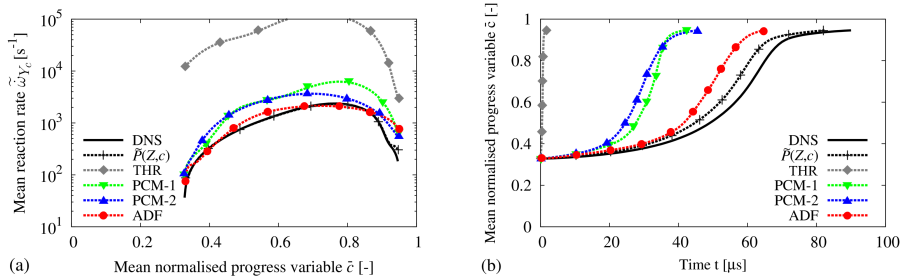 Mean reaction rate ω̃_Yc [s⁻¹]
10⁵
10⁴
10³
10²
10¹
DNS
P̃(Z,c)
THR
PCM-1
PCM-2
ADF
0 0.2 0.4 0.6 0.8 1
(a) Mean normalised progress variable c̃ [-]
Mean normalised progress variable c̃ [-]
1
0.8
0.6
0.4
0.2
0
DNS
P̃(Z,c)
THR
PCM-1
PCM-2
ADF
0 20 40 60 80 100
(b) Time t [µs]